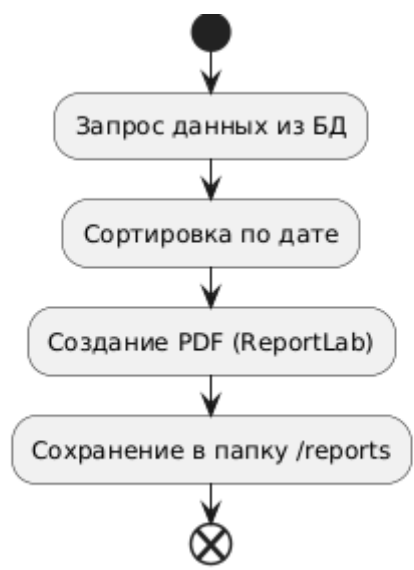 Запрос данных из БД
Сортировка по дате
Создание PDF (ReportLab)
Сохранение в папку /reports